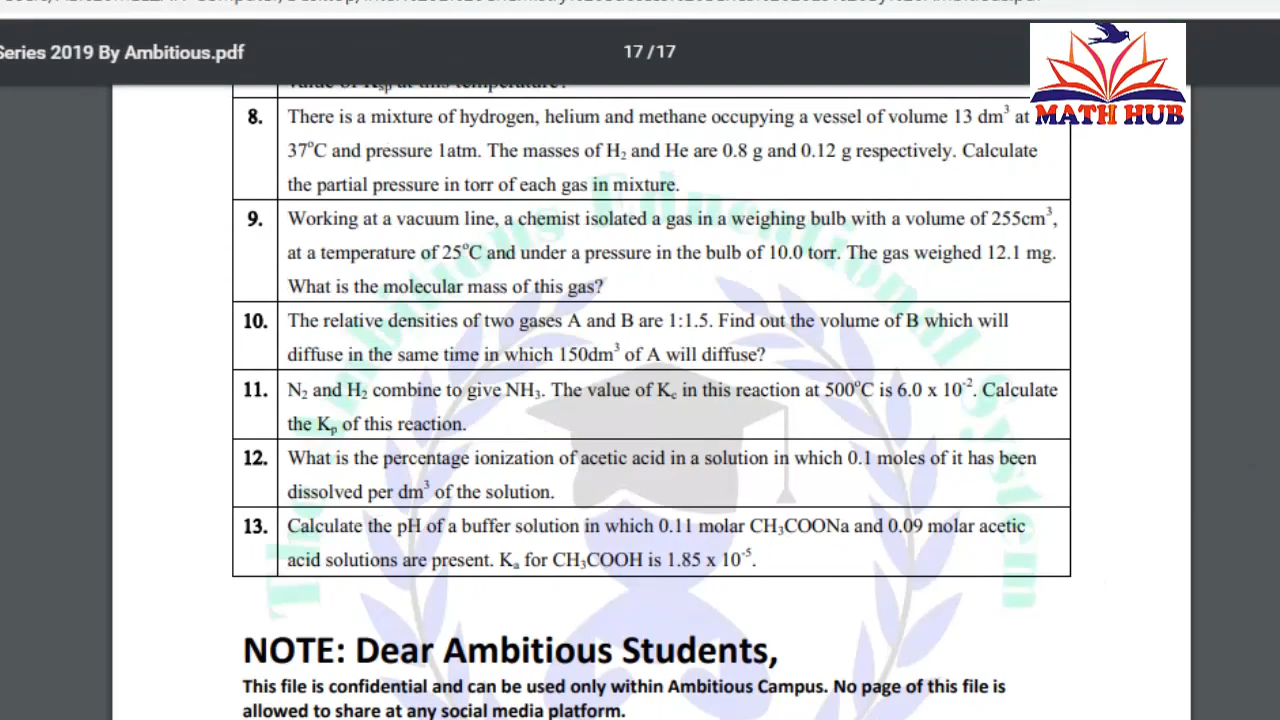 Series 2019 By Ambitious.pdf
17 / 17
MATH HUB
8. There is a mixture of hydrogen, helium and methane occupying a vessel of volume 13 dm³ at
37°C and pressure 1atm. The masses of H₂ and He are 0.8 g and 0.12 g respectively. Calculate
the partial pressure in torr of each gas in mixture.
9. Working at a vacuum line, a chemist isolated a gas in a weighing bulb with a volume of 255cm³,
at a temperature of 25°C and under a pressure in the bulb of 10.0 torr. The gas weighed 12.1 mg.
What is the molecular mass of this gas?
10. The relative densities of two gases A and B are 1:1.5. Find out the volume of B which will
diffuse in the same time in which 150dm³ of A will diffuse?
11. N₂ and H₂ combine to give NH₃. The value of K꜀ in this reaction at 500°C is 6.0 x 10⁻². Calculate
the Kₚ of this reaction.
12. What is the percentage ionization of acetic acid in a solution in which 0.1 moles of it has been
dissolved per dm³ of the solution.
13. Calculate the pH of a buffer solution in which 0.11 molar CH₃COONa and 0.09 molar acetic
acid solutions are present. Kₐ for CH₃COOH is 1.85 x 10⁻⁵.
The Ambitious Educational System
NOTE: Dear Ambitious Students,
This file is confidential and can be used only within Ambitious Campus. No page of this file is
allowed to share at any social media platform.